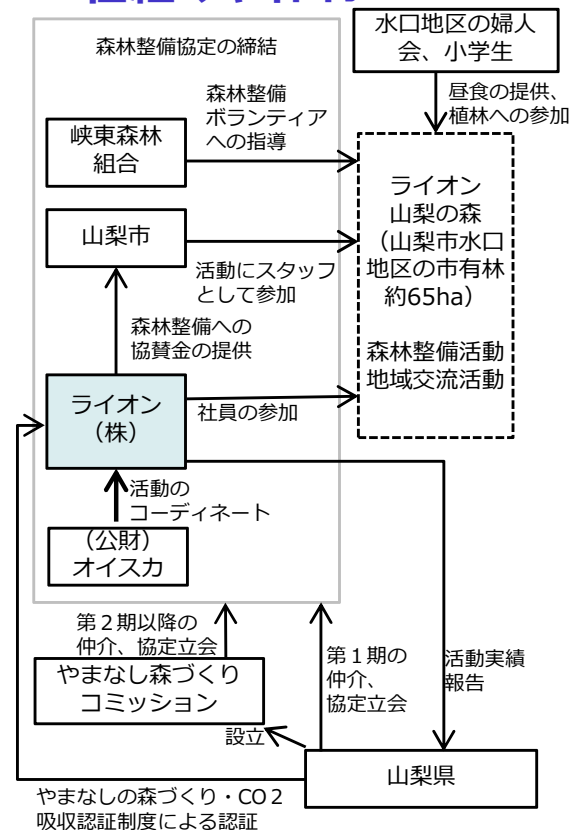 水口地区の婦人
会、小学生
森林整備協定の締結
昼食の提供、
植林への参加
森林整備
ボランティア
への指導
峡東森林
組合
ライオン
山梨の森
（山梨市水口
地区の市有林
約65ha）
森林整備活動
地域交流活動
山梨市
活動にスタッフ
として参加
森林整備への
協賛金の提供
ライオン
（株）
社員の参加
活動の
コーディネート
（公財）
オイスカ
第２期以降の
仲介、協定立会
第１期の
仲介、
協定立会
活動実績
報告
やまなし森づくり
コミッション
設立
山梨県
やまなしの森づくり・CO２
吸収認証制度による認証